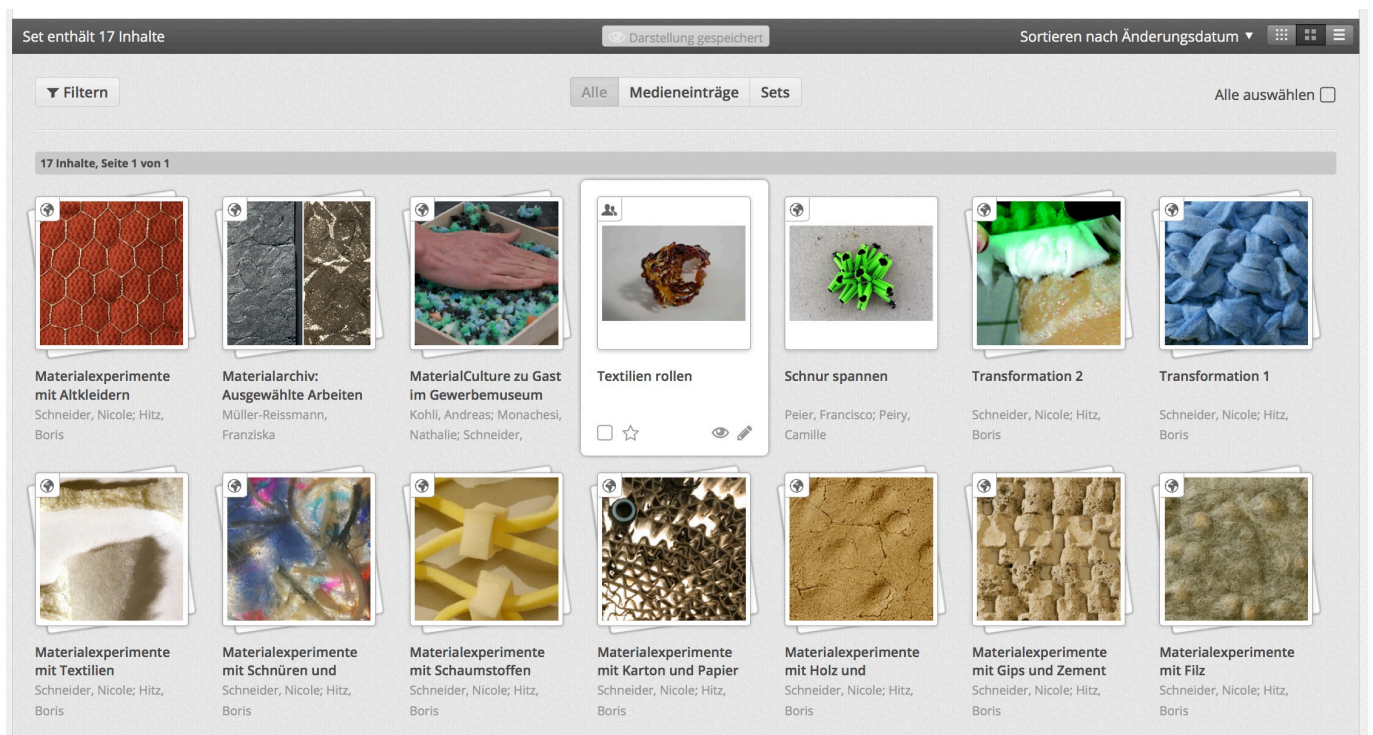 Set enthält 17 Inhalte
Darstellung gespeichert
Sortieren nach Änderungsdatum
Filtern
Alle
Medieneinträge
Sets
Alle auswählen
17 Inhalte, Seite 1 von 1
Materialexperimente
mit Altkleidern
Schneider, Nicole; Hitz,
Boris
Materialarchiv:
Ausgewählte Arbeiten
Müller-Reissmann,
Franziska
MaterialCulture zu Gast
im Gewerbemuseum
Kohli, Andreas; Monachesi,
Nathalie; Schneider,
Textilien rollen
Schnur spannen
Peier, Francisco; Peiry,
Camille
Transformation 2
Schneider, Nicole; Hitz,
Boris
Transformation 1
Schneider, Nicole; Hitz,
Boris
Materialexperimente
mit Textilien
Schneider, Nicole; Hitz,
Boris
Materialexperimente
mit Schnüren und
Schneider, Nicole; Hitz,
Boris
Materialexperimente
mit Schaumstoffen
Schneider, Nicole; Hitz,
Boris
Materialexperimente
mit Karton und Papier
Schneider, Nicole; Hitz,
Boris
Materialexperimente
mit Holz und
Schneider, Nicole; Hitz,
Boris
Materialexperimente
mit Gips und Zement
Schneider, Nicole; Hitz,
Boris
Materialexperimente
mit Filz
Schneider, Nicole; Hitz,
Boris